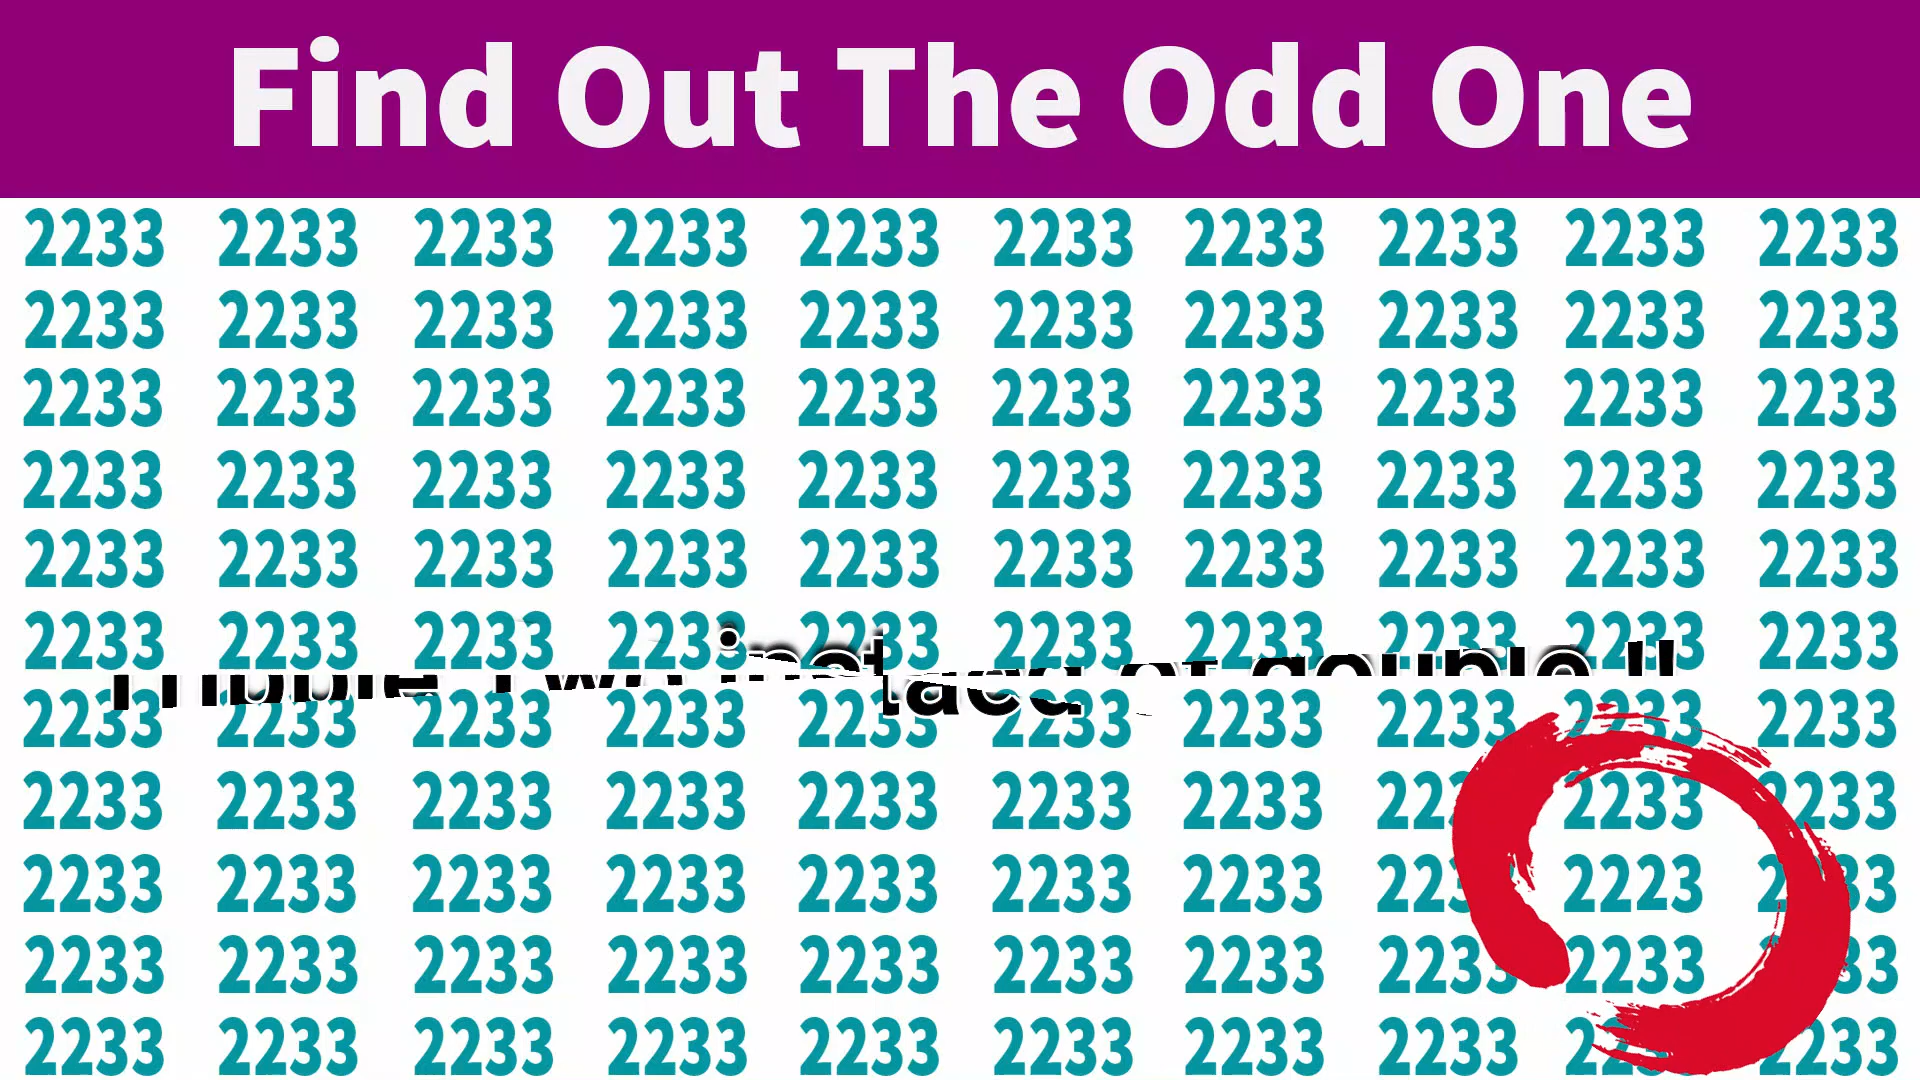 Find Out The Odd One
2233 2233 2233 2233 2233 2233 2233 2233 2233 2233
2233 2233 2233 2233 2233 2233 2233 2233 2233 2233
2233 2233 2233 2233 2233 2233 2233 2233 2233 2233
2233 2233 2233 2233 2233 2233 2233 2233 2233 2233
2233 2233 2233 2233 2233 2233 2233 2233 2233 2233
2233 2233 2233 2233 2233 2233 2233 2233 2233 2233
2233 2233 2233 2233 2233 2233 2233 2233 2233 2233
2233 2233 2233 2233 2233 2233 2233 223 2233 2233
2233 2233 2233 2233 2233 2233 2233 223 2223 2233
2233 2233 2233 2233 2233 2233 2233 2233 2233 33
2233 2233 2233 2233 2233 2233 2233 2233 2233